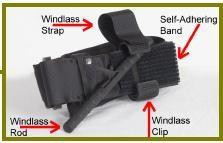 Windlass
Strap
Self-Adhering
Band
Windlass
Rod
Windlass
Clip